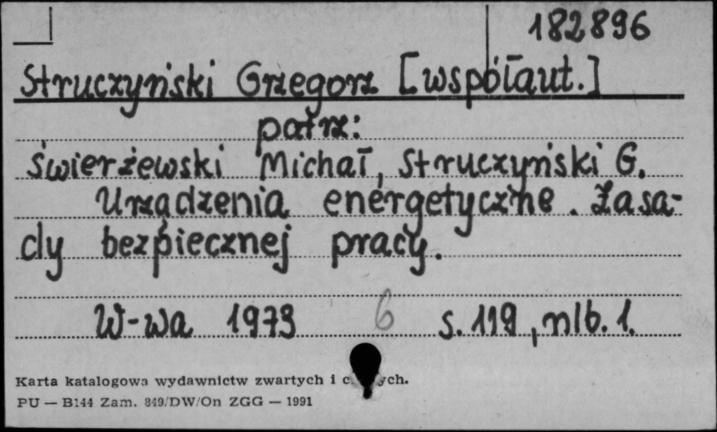 182896
Struczyński Grzegorz [współaut.]
patrz:
Świerżewski Michał, Struczyński G.
Urządzenia energetyczne. Zasa-
dy bezpiecznej pracy.
W-wa 1979 6 s. 119, nlb. 1.
Karta katalogowa wydawnictw zwartych i
PU — B144 Zam. 849/DW/On ZGG — 1991